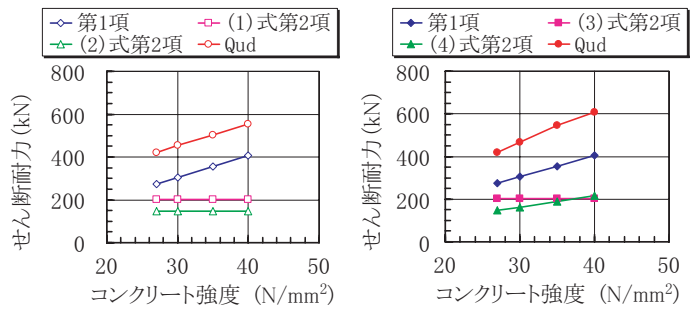 第1項 (1)式第2項
(2)式第2項 Qud
800
600
400
200
0
20 30 40 50
せん断耐力(kN)
コンクリート強度 (N/mm²)
第1項 (3)式第2項
(4)式第2項 Qud
800
600
400
200
0
20 30 40 50
せん断耐力(kN)
コンクリート強度 (N/mm²)